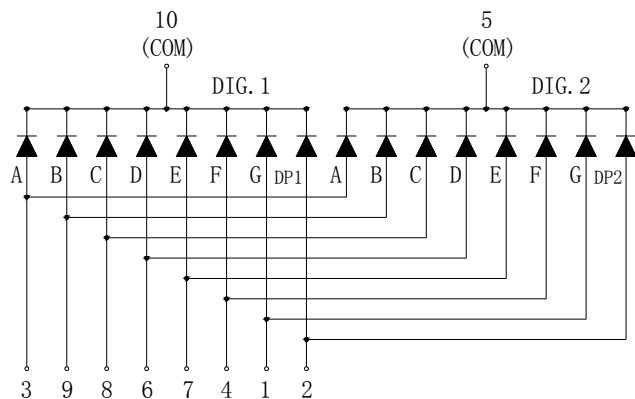 10 5
(COM) (COM)
DIG.1 DIG.2
A B C D E F G DP1 A B C D E F G DP2
3 9 8 6 7 4 1 2